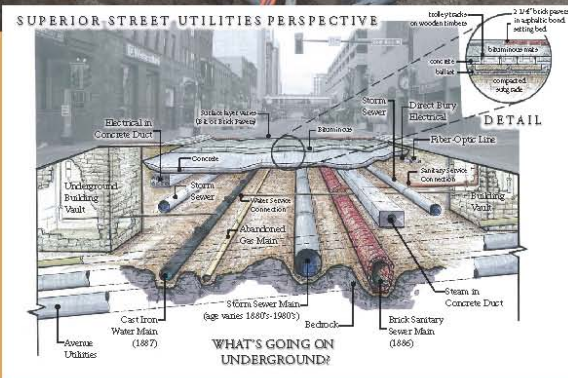 SUPERIOR STREET UTILITIES PERSPECTIVE
trolley tracks
on wooden timbers
2 1/4" brick pavers
in asphaltic bond
setting bed
bituminous mats
concrete
ballast
compacted
subgrade
DETAIL
Electrical in
Concrete Duct
Surface layer varies
Bituminous
Storm
Sewer
Direct Bury
Electrical
Fiber-Optic Line
Concrete
Sanitary Service
Connection
Underground
Building
Vault
Storm
Sewer
Water Service
Connection
Building
Vault
Abandoned
Gas Main
Avenue
Utilities
Cast Iron
Water Main
(1887)
Storm Sewer Main
(age varies 1880's-1980's)
Bedrock
Brick Sanitary
Sewer Main
(1886)
Steam in
Concrete Duct
WHAT'S GOING ON
UNDERGROUND?